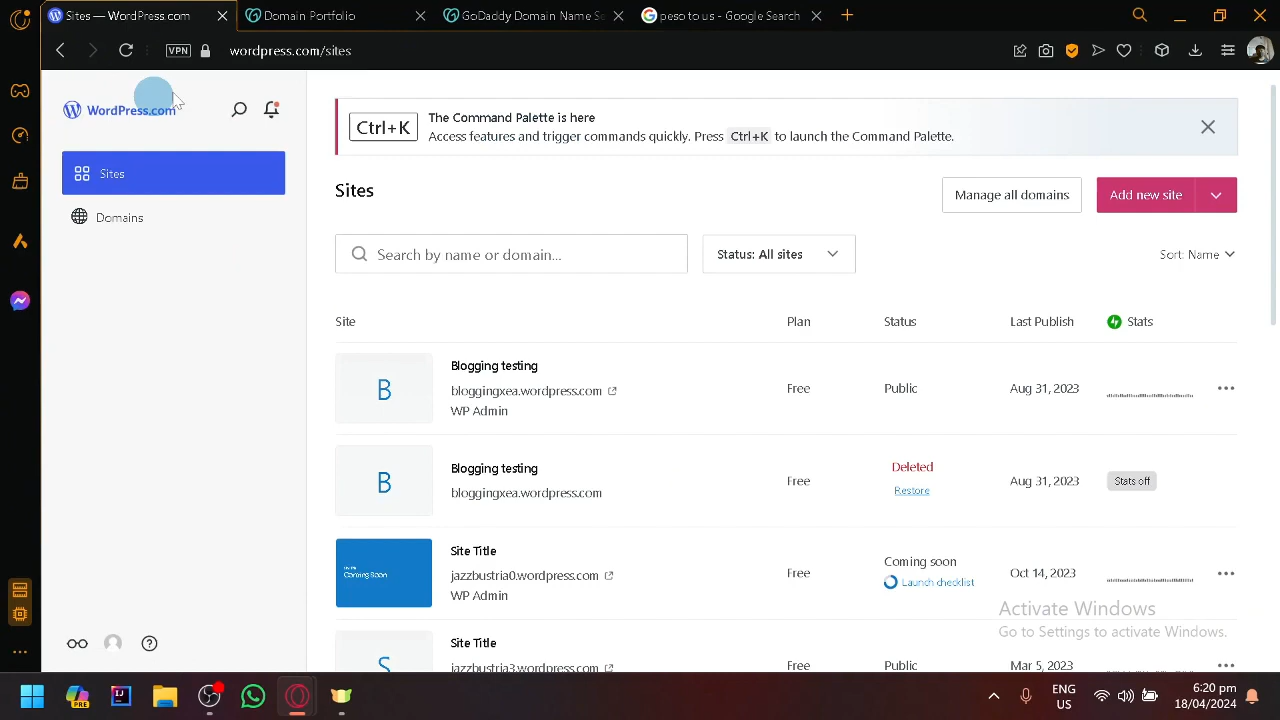 Sites — WordPress.com
Domain Portfolio
Godaddy Domain Name Se
peso to us - Google Search
VPN
wordpress.com/sites
WordPress.com
Sites
Domains
Ctrl+K
The Command Palette is here
Access features and trigger commands quickly. Press Ctrl+K to launch the Command Palette.
Sites
Manage all domains
Add new site
Search by name or domain...
Status: All sites
Sort: Name
Site
Plan
Status
Last Publish
Stats
B
Blogging testing
bloggingxea.wordpress.com
WP Admin
Free
Public
Aug 31, 2023
B
Blogging testing
bloggingxea.wordpress.com
Free
Deleted
Restore
Aug 31, 2023
Stats off
Coming Soon
Site Title
jazzbustria0.wordpress.com
WP Admin
Free
Coming soon
Launch checklist
Oct 14, 2023
S
Site Title
jazzbustria3.wordpress.com
Free
Public
Mar 5, 2023
Activate Windows
Go to Settings to activate Windows.
PRE
ENG
US
6:20 pm
18/04/2024